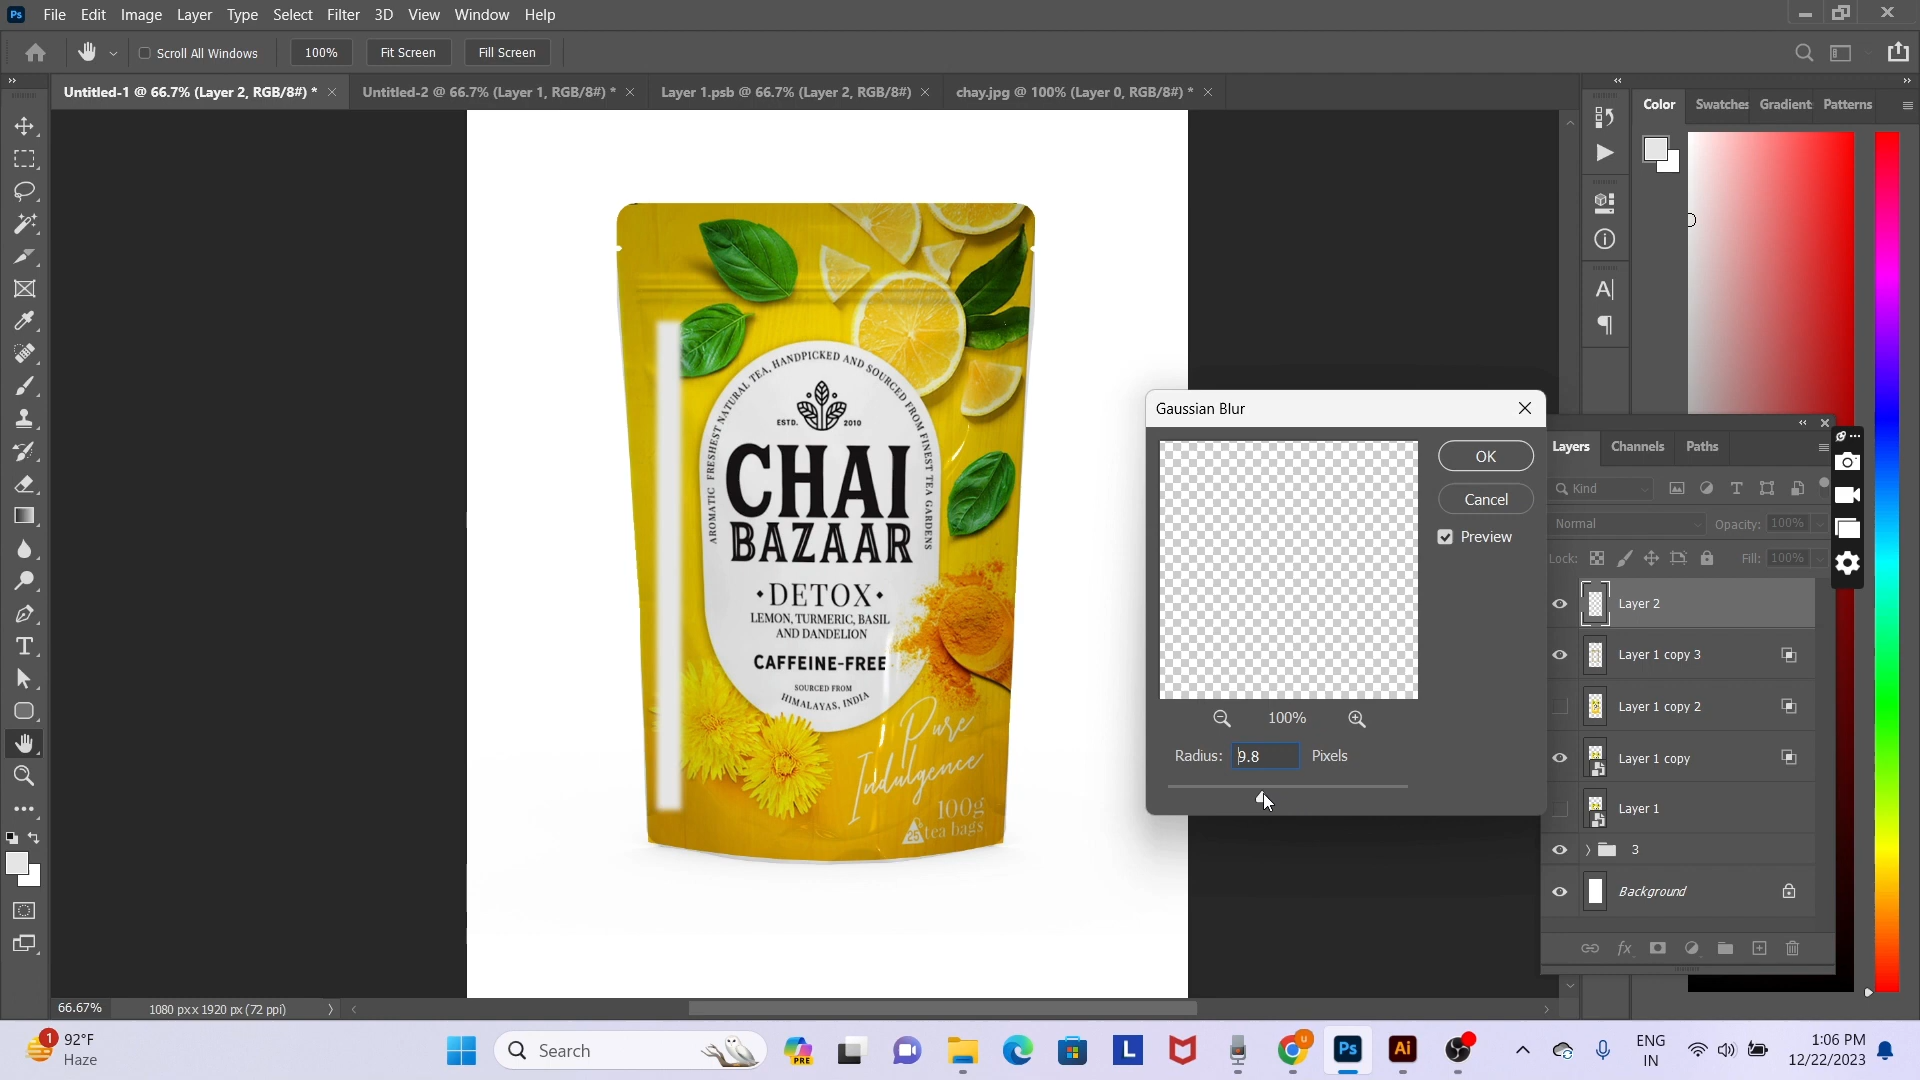 Ps File Edit Image Layer Type Select Filter 3D View Window Help
Scroll All Windows 100% Fit Screen Fill Screen
Untitled-1 @ 66.7% (Layer 2, RGB/8#) * Untitled-2 @ 66.7% (Layer 1, RGB/8#) * Layer 1.psb @ 66.7% (Layer 2, RGB/8#) chay.jpg @ 100% (Layer 0, RGB/8#) *
Color Swatches Gradient Patterns
AROMATIC FRESHEST NATURAL TEA, HANDPICKED AND SOURCED FROM FINEST TEA GARDENS
ESTD. 2010
CHAI
BAZAAR
DETOX
LEMON, TURMERIC, BASIL
AND DANDELION
CAFFEINE-FREE
SOURCED FROM
HIMALAYAS, INDIA
Pure
Indulgence
100g
25 tea bags
Gaussian Blur
OK
Cancel
Preview
100%
Radius: 9.8 Pixels
Layers Channels Paths
Kind
Normal Opacity: 100%
Lock: Fill: 100%
Layer 2
Layer 1 copy 3
Layer 1 copy 2
Layer 1 copy
Layer 1
3
Background
66.67% 1080 px x 1920 px (72 ppi)
1 92°F
Haze
Search
PRE
L
u
Ps
Ai
ENG
IN
1:06 PM
12/22/2023